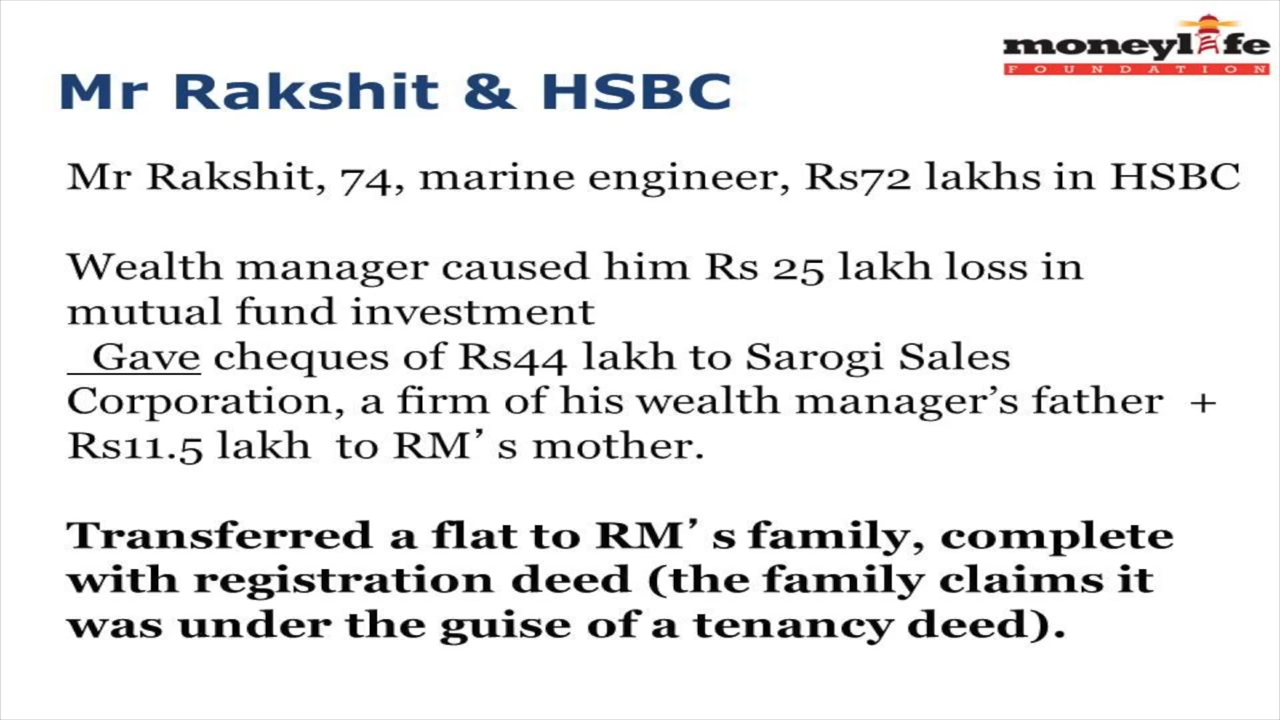 moneylife
FOUNDATION
Mr Rakshit & HSBC
Mr Rakshit, 74, marine engineer, Rs72 lakhs in HSBC
Wealth manager caused him Rs 25 lakh loss in
mutual fund investment
Gave cheques of Rs44 lakh to Sarogi Sales
Corporation, a firm of his wealth manager’s father +
Rs11.5 lakh to RM’s mother.
Transferred a flat to RM’s family, complete
with registration deed (the family claims it
was under the guise of a tenancy deed).